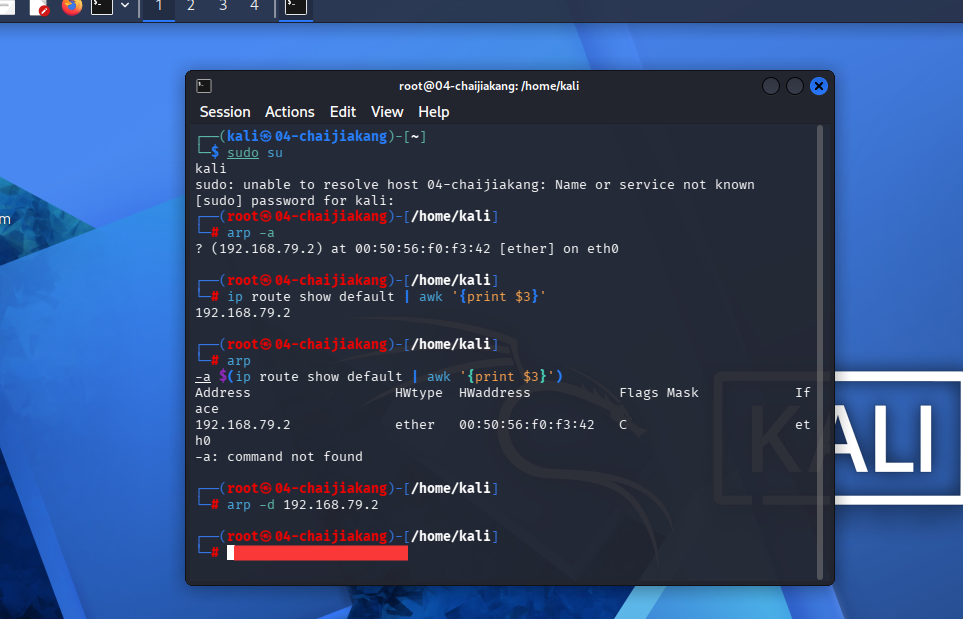 1 2 3 4
root@04-chaijiakang: /home/kali
Session Actions Edit View Help
┌──(kali㉿04-chaijiakang)-[~]
└─$ sudo su
kali
sudo: unable to resolve host 04-chaijiakang: Name or service not known
[sudo] password for kali:
┌──(root㉿04-chaijiakang)-[/home/kali]
└─# arp -a
? (192.168.79.2) at 00:50:56:f0:f3:42 [ether] on eth0
┌──(root㉿04-chaijiakang)-[/home/kali]
└─# ip route show default | awk '{print $3}'
192.168.79.2
┌──(root㉿04-chaijiakang)-[/home/kali]
└─# arp
-a $(ip route show default | awk '{print $3}')
Address HWtype HWaddress Flags Mask If
ace
192.168.79.2 ether 00:50:56:f0:f3:42 C et
h0
-a: command not found
┌──(root㉿04-chaijiakang)-[/home/kali]
└─# arp -d 192.168.79.2
┌──(root㉿04-chaijiakang)-[/home/kali]
└─#
m
KALI